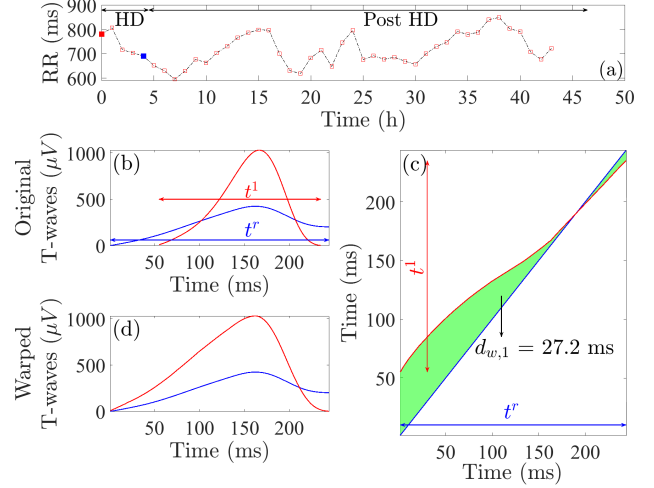 900
800
700
600
RR (ms)
HD
Post HD
(a)
0 5 10 15 20 25 30 35 40 45 50
Time (h)
Original
T-waves (μV)
1000
500
0
(b)
t¹
tʳ
50 100 150 200
Time (ms)
Warped
T-waves (μV)
1000
500
0
(d)
50 100 150 200
Time (ms)
(c)
Time (ms)
200
150
100
50
t¹
d_{w,1} = 27.2 ms
tʳ
50 100 150 200
Time (ms)